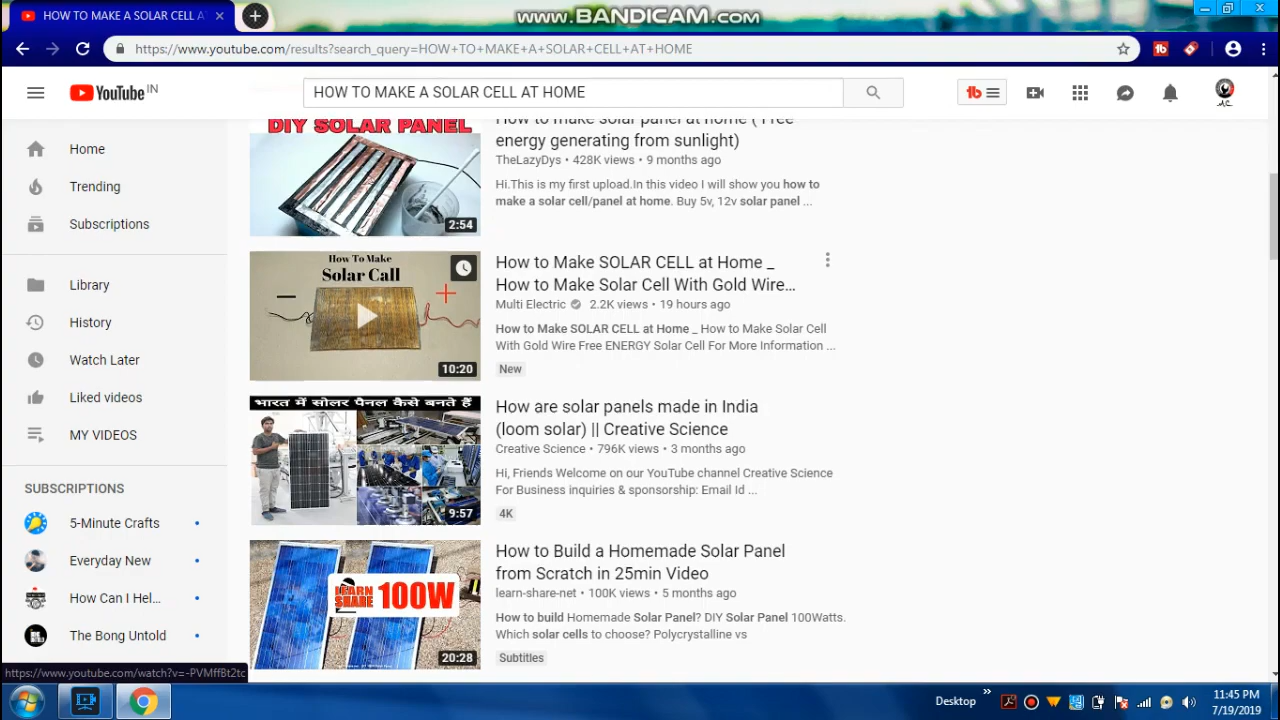 HOW TO MAKE A SOLAR CELL AT
WWW.BANDICAM.COM
https://www.youtube.com/results?search_query=HOW+TO+MAKE+A+SOLAR+CELL+AT+HOME
YouTube IN
HOW TO MAKE A SOLAR CELL AT HOME
tb
Home
Trending
Subscriptions
Library
History
Watch Later
Liked videos
MY VIDEOS
SUBSCRIPTIONS
5-Minute Crafts
Everyday New
How Can I Hel...
The Bong Untold
DIY SOLAR PANEL
2:54
How to make solar panel at home ( Free
energy generating from sunlight)
TheLazyDys • 428K views • 9 months ago
Hi.This is my first upload.In this video I will show you how to
make a solar cell/panel at home. Buy 5v, 12v solar panel ...
How To Make
Solar Call
10:20
How to Make SOLAR CELL at Home _
How to Make Solar Cell With Gold Wire...
Multi Electric 2.2K views • 19 hours ago
How to Make SOLAR CELL at Home _ How to Make Solar Cell
With Gold Wire Free ENERGY Solar Cell For More Information ...
New
भारत में सोलर पैनल कैसे बनते हैं
9:57
How are solar panels made in India
(loom solar) || Creative Science
Creative Science • 796K views • 3 months ago
Hi, Friends Welcome on our YouTube channel Creative Science
For Business inquiries & sponsorship: Email Id ...
4K
LEARN
SHARE
100W
20:28
How to Build a Homemade Solar Panel
from Scratch in 25min Video
learn-share-net • 100K views • 5 months ago
How to build Homemade Solar Panel? DIY Solar Panel 100Watts.
Which solar cells to choose? Polycrystalline vs
Subtitles
https://www.youtube.com/watch?v=-PVMffBt2tc
Desktop
11:45 PM
7/19/2019